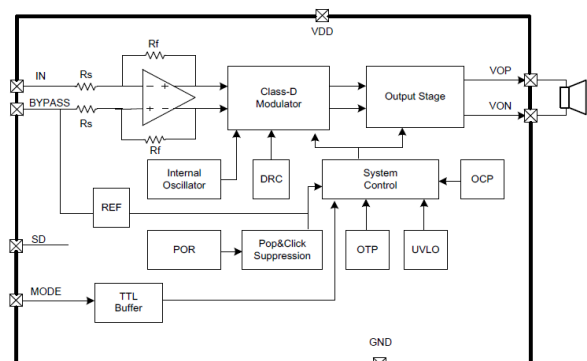 VDD
Rf
IN
Rs
BYPASS
Rs
Rf
Class-D
Modulator
Output Stage
VOP
VON
Internal
Oscillator
DRC
System
Control
OCP
REF
SD
POR
Pop&Click
Suppression
OTP
UVLO
MODE
TTL
Buffer
GND